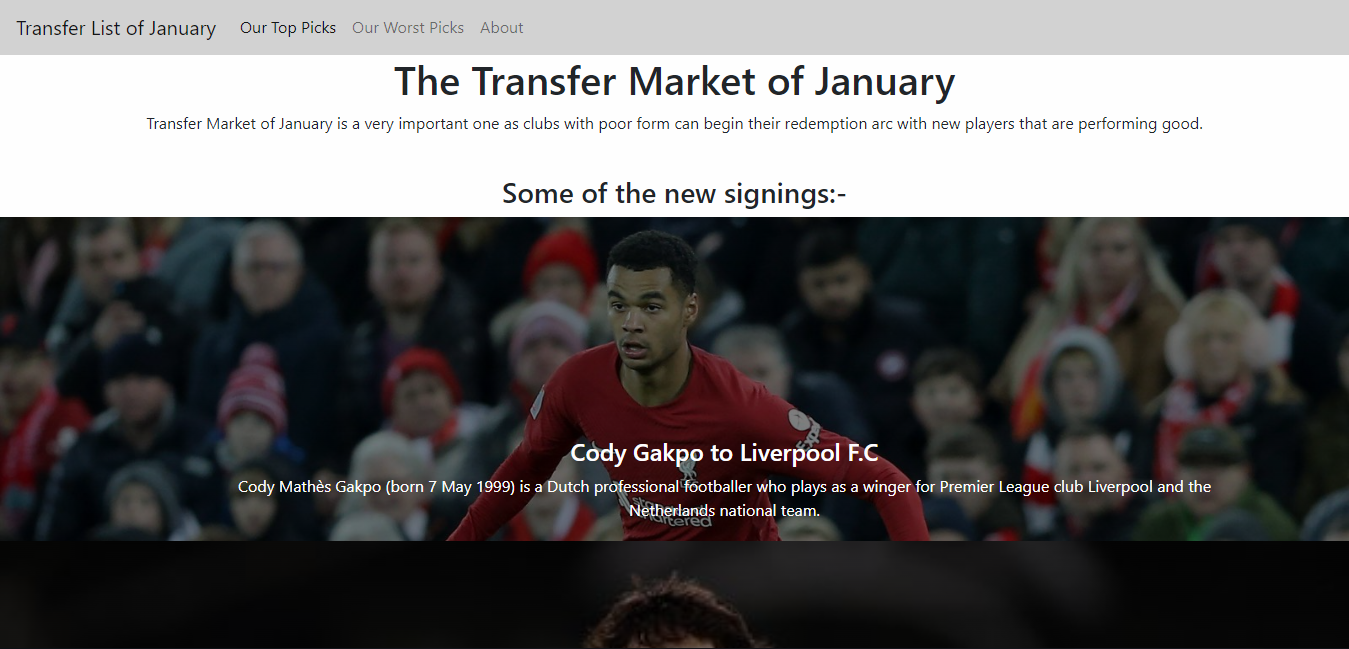 Transfer List of January Our Top Picks Our Worst Picks About
The Transfer Market of January
Transfer Market of January is a very important one as clubs with poor form can begin their redemption arc with new players that are performing good.
Some of the new signings:-
Cody Gakpo to Liverpool F.C
Cody Mathès Gakpo (born 7 May 1999) is a Dutch professional footballer who plays as a winger for Premier League club Liverpool and the
Netherlands national team.